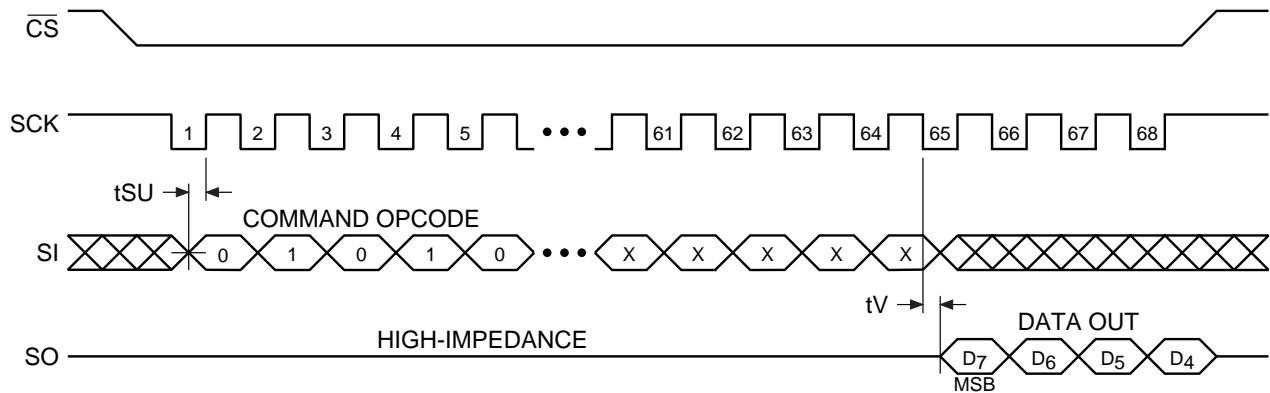 CS
SCK 1 2 3 4 5 ••• 61 62 63 64 65 66 67 68
tSU
COMMAND OPCODE
SI 0 1 0 1 0 ••• X X X X X
tV
DATA OUT
HIGH-IMPEDANCE
SO D7 D6 D5 D4
MSB